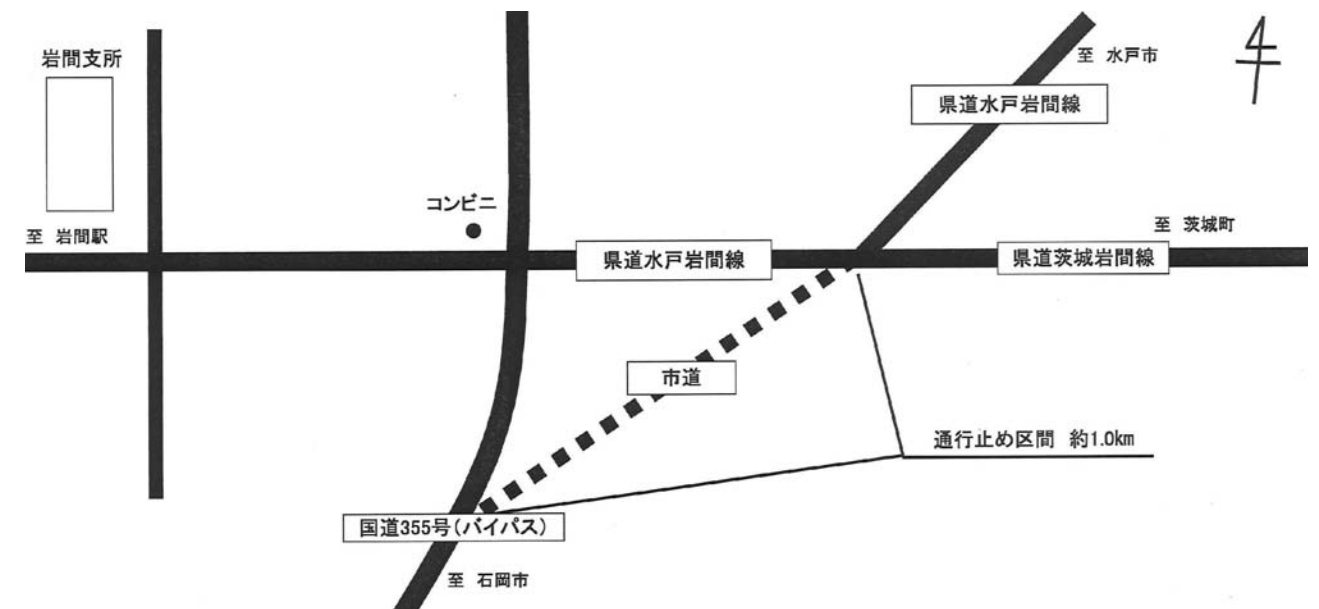 岩間支所
至 水戸市
県道水戸岩間線
コンビニ
至 岩間駅
至 茨城町
県道水戸岩間線
県道茨城岩間線
市道
通行止め区間 約1.0km
国道355号(バイパス)
至 石岡市